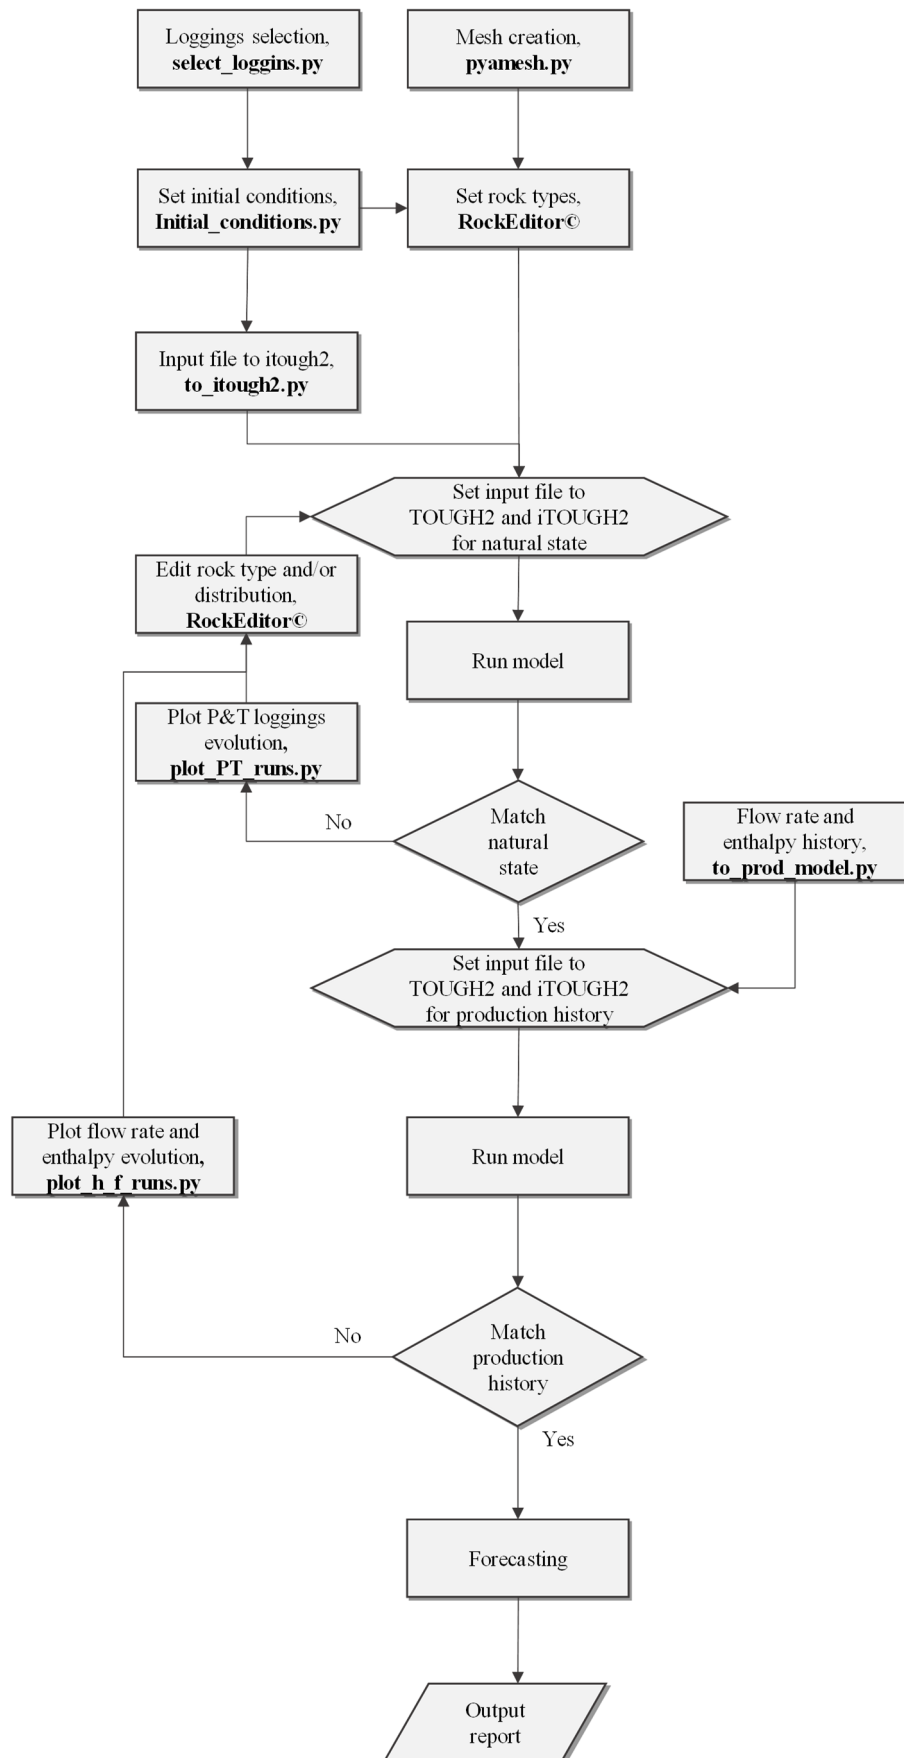 Loggings selection,
select_loggins.py
Mesh creation,
pyamesh.py
Set initial conditions,
Initial_conditions.py
Set rock types,
RockEditor©
Input file to itough2,
to_itough2.py
Set input file to
TOUGH2 and iTOUGH2
for natural state
Edit rock type and/or
distribution,
RockEditor©
Run model
Plot P&T loggings
evolution,
plot_PT_runs.py
No
Match
natural
state
Flow rate and
enthalpy history,
to_prod_model.py
Yes
Set input file to
TOUGH2 and iTOUGH2
for production history
Plot flow rate and
enthalpy evolution,
plot_h_f_runs.py
Run model
No
Match
production
history
Yes
Forecasting
Output
report